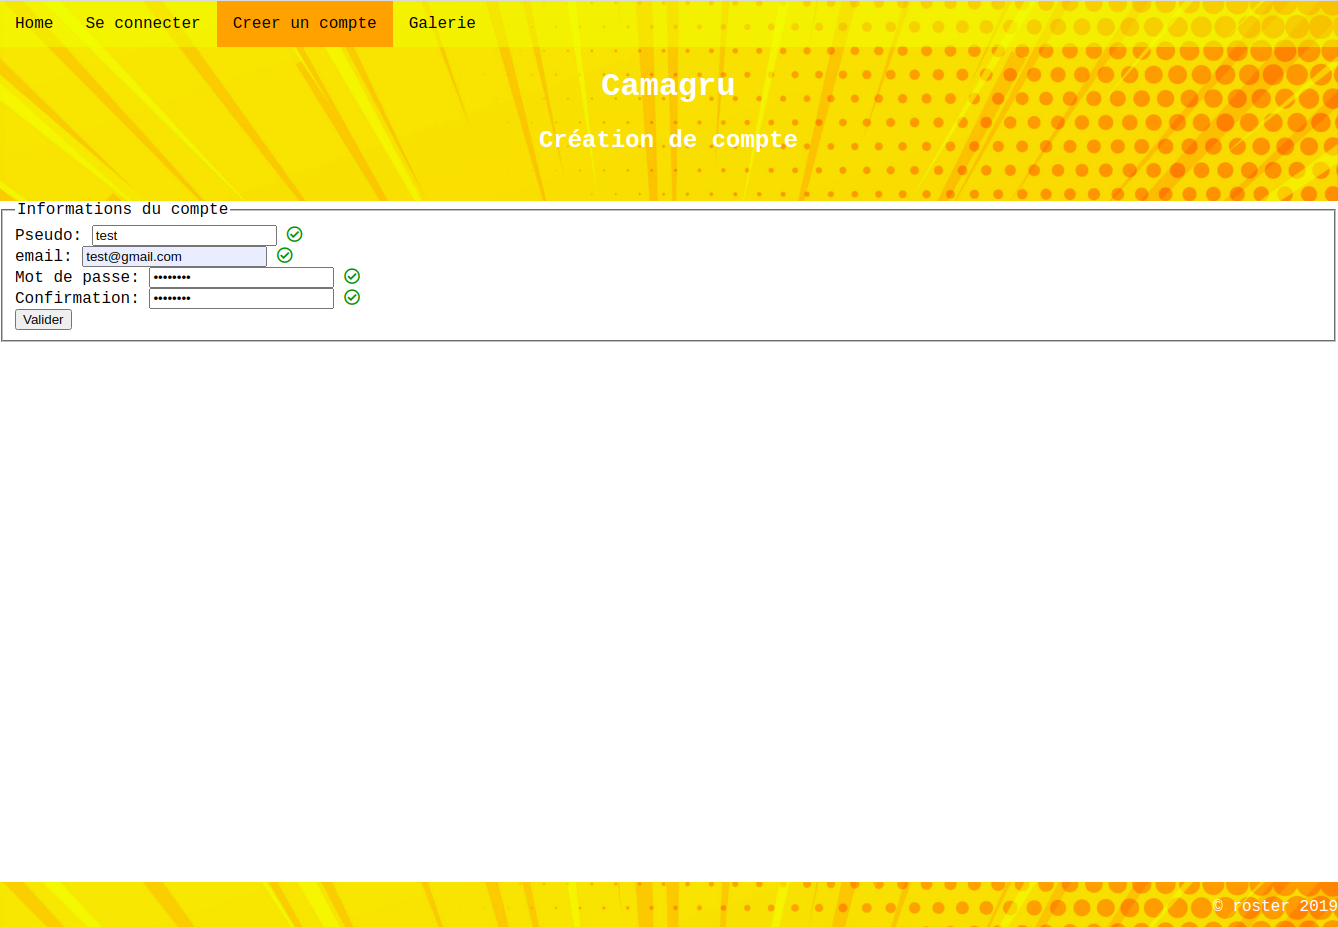 Home Se connecter Creer un compte Galerie
Camagru
Création de compte
Informations du compte
Pseudo: test
email: test@gmail.com
Mot de passe: ••••••••
Confirmation: ••••••••
Valider
© roster 2019